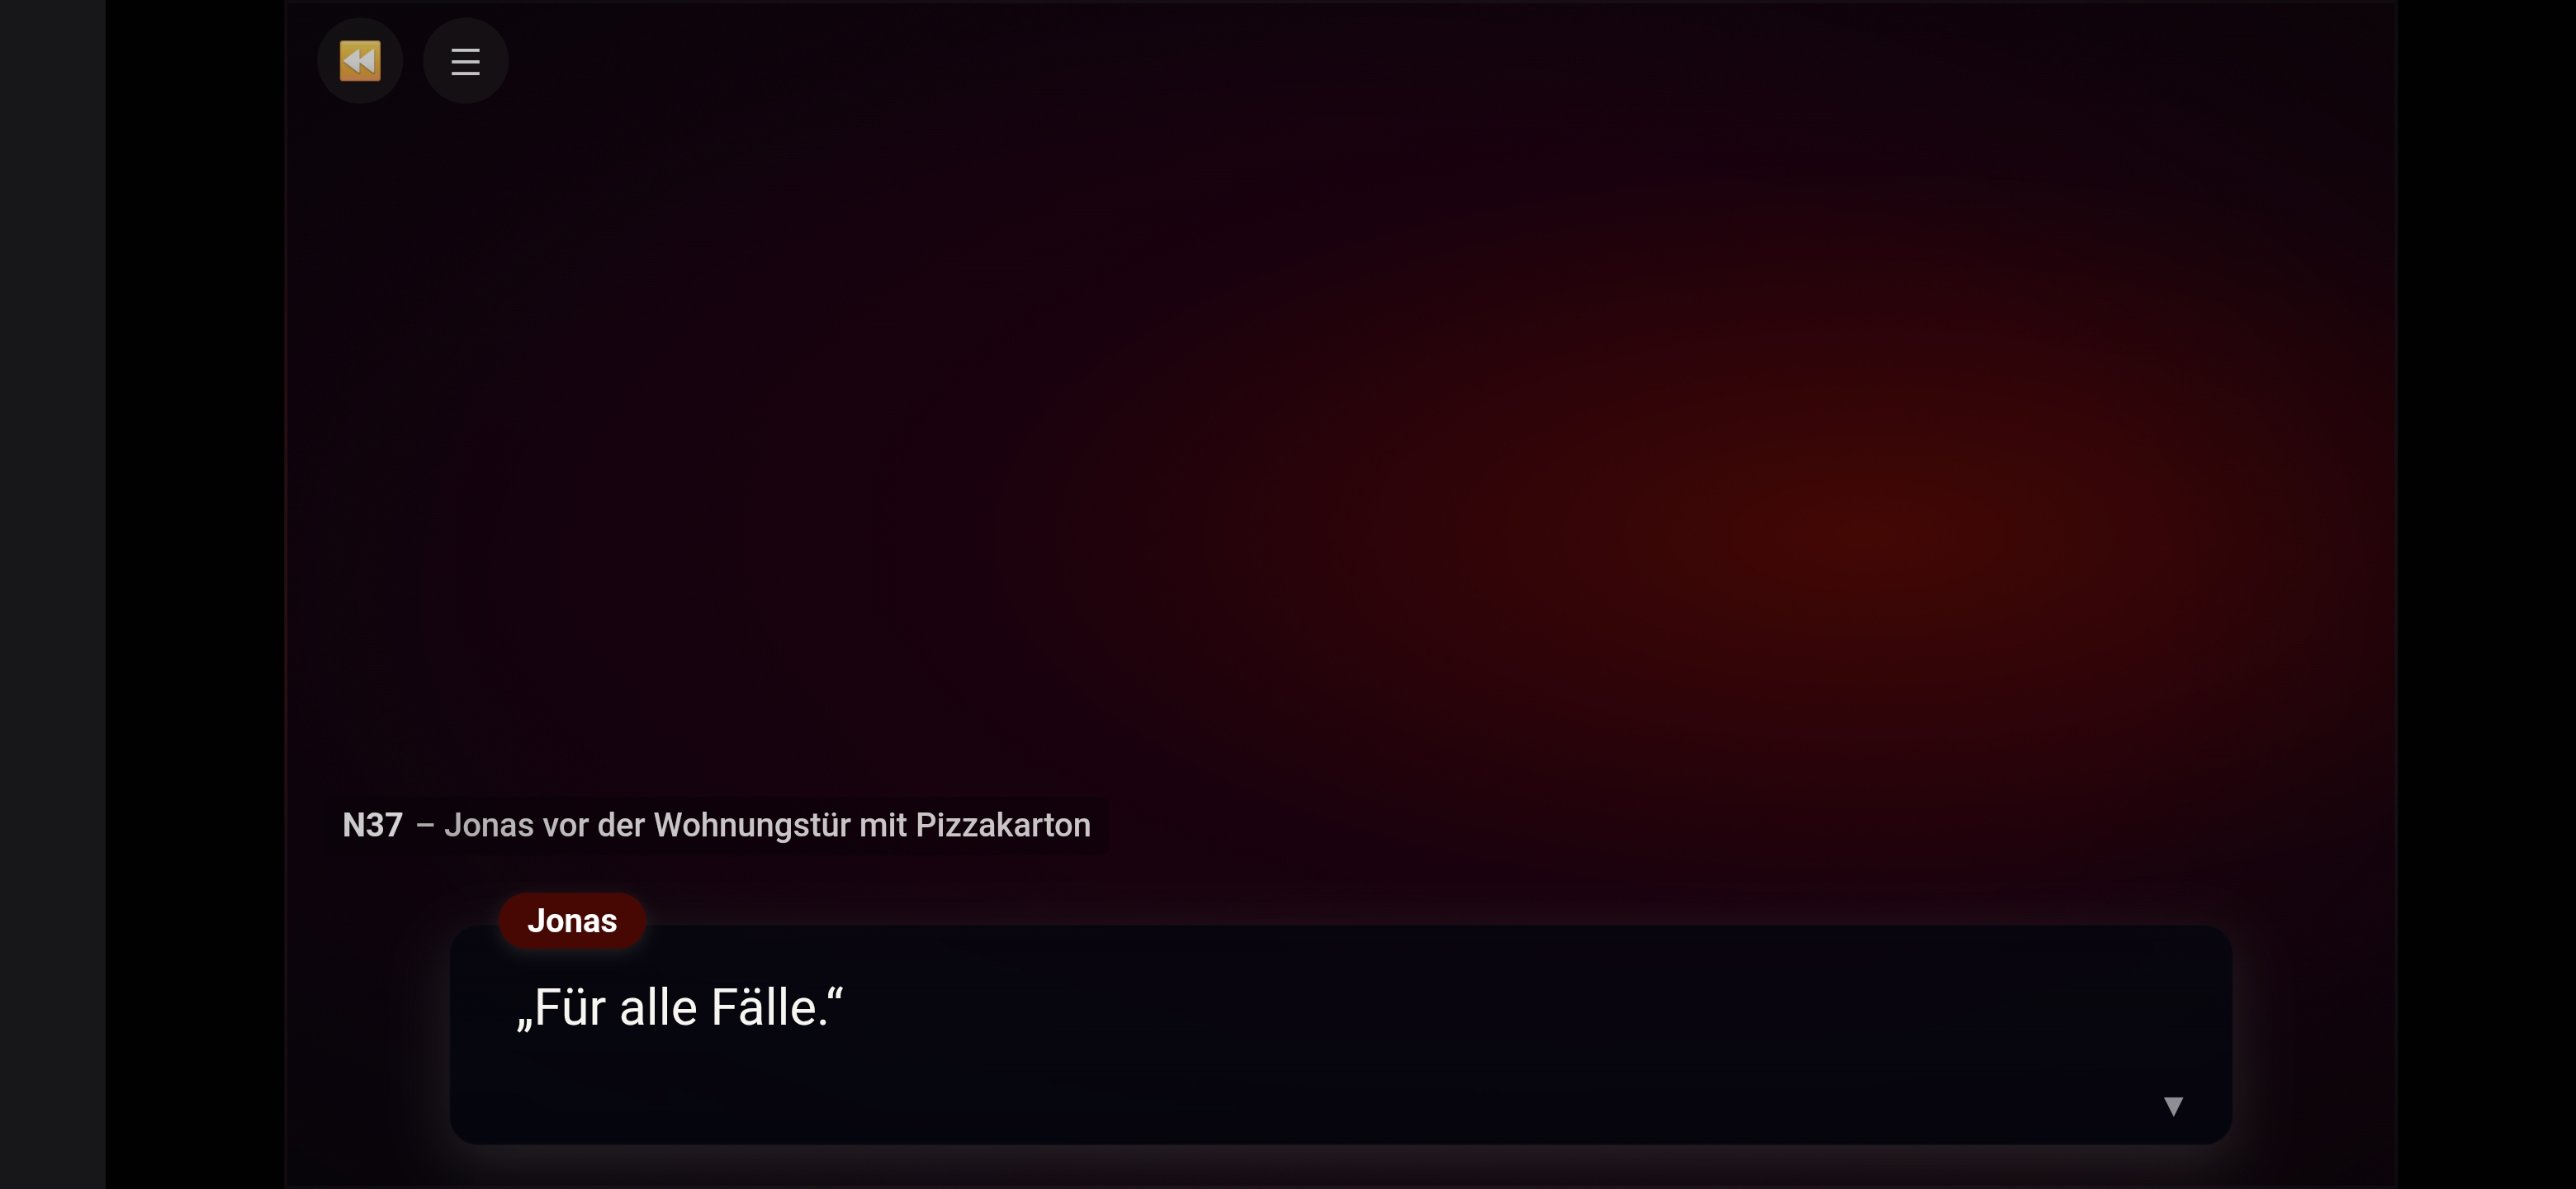 N37 – Jonas vor der Wohnungstür mit Pizzakarton
Jonas
„Für alle Fälle.“